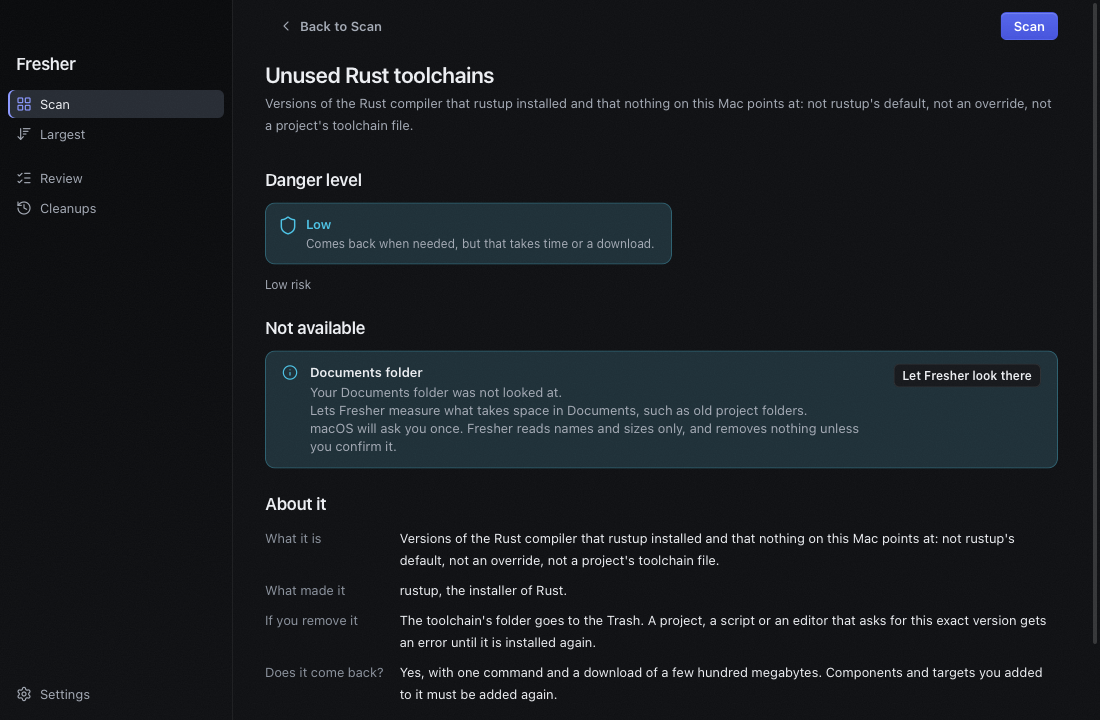 Back to Scan
Scan
Fresher
Scan
Largest
Review
Cleanups
Settings
Unused Rust toolchains
Versions of the Rust compiler that rustup installed and that nothing on this Mac points at: not rustup's default, not an override, not
a project's toolchain file.
Danger level
Low
Comes back when needed, but that takes time or a download.
Low risk
Not available
Documents folder
Let Fresher look there
Your Documents folder was not looked at.
Lets Fresher measure what takes space in Documents, such as old project folders.
macOS will ask you once. Fresher reads names and sizes only, and removes nothing unless
you confirm it.
About it
What it is
Versions of the Rust compiler that rustup installed and that nothing on this Mac points at: not rustup's
default, not an override, not a project's toolchain file.
What made it
rustup, the installer of Rust.
If you remove it
The toolchain's folder goes to the Trash. A project, a script or an editor that asks for this exact version gets
an error until it is installed again.
Does it come back?
Yes, with one command and a download of a few hundred megabytes. Components and targets you added
to it must be added again.